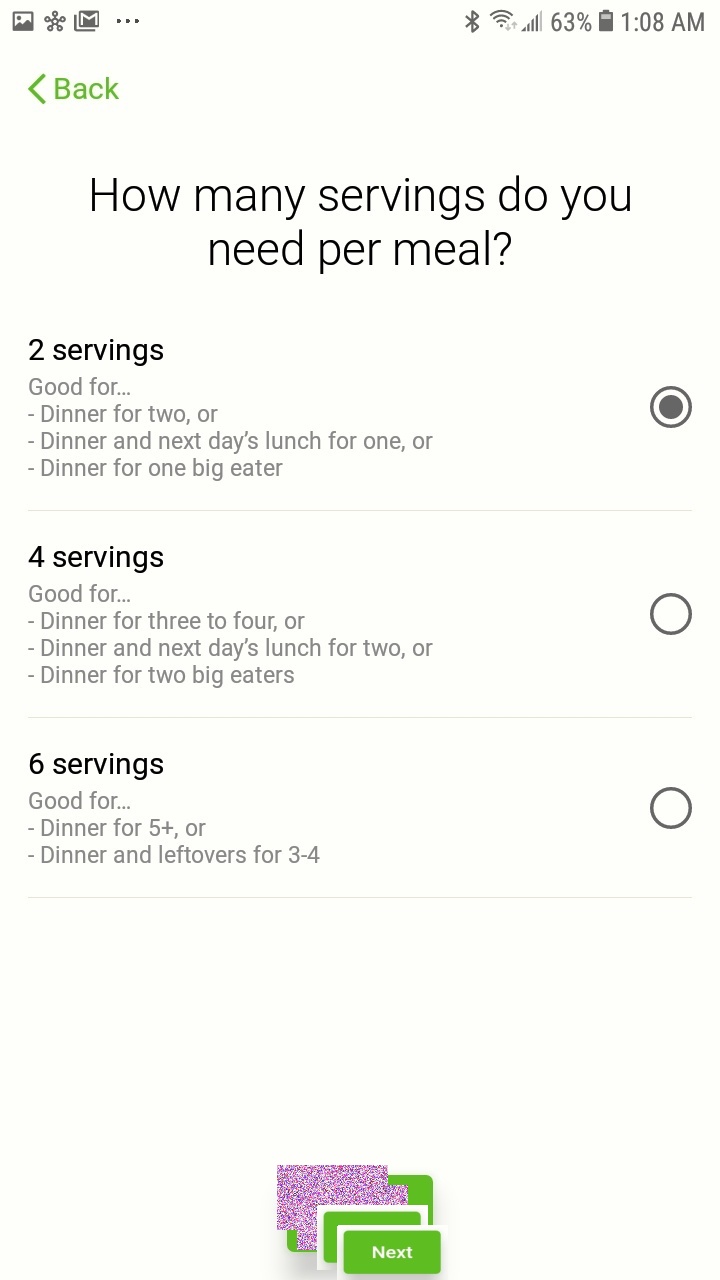 63% 1:08 AM
Back
How many servings do you
need per meal?
2 servings
Good for…
- Dinner for two, or
- Dinner and next day’s lunch for one, or
- Dinner for one big eater
4 servings
Good for…
- Dinner for three to four, or
- Dinner and next day’s lunch for two, or
- Dinner for two big eaters
6 servings
Good for…
- Dinner for 5+, or
- Dinner and leftovers for 3-4
Next